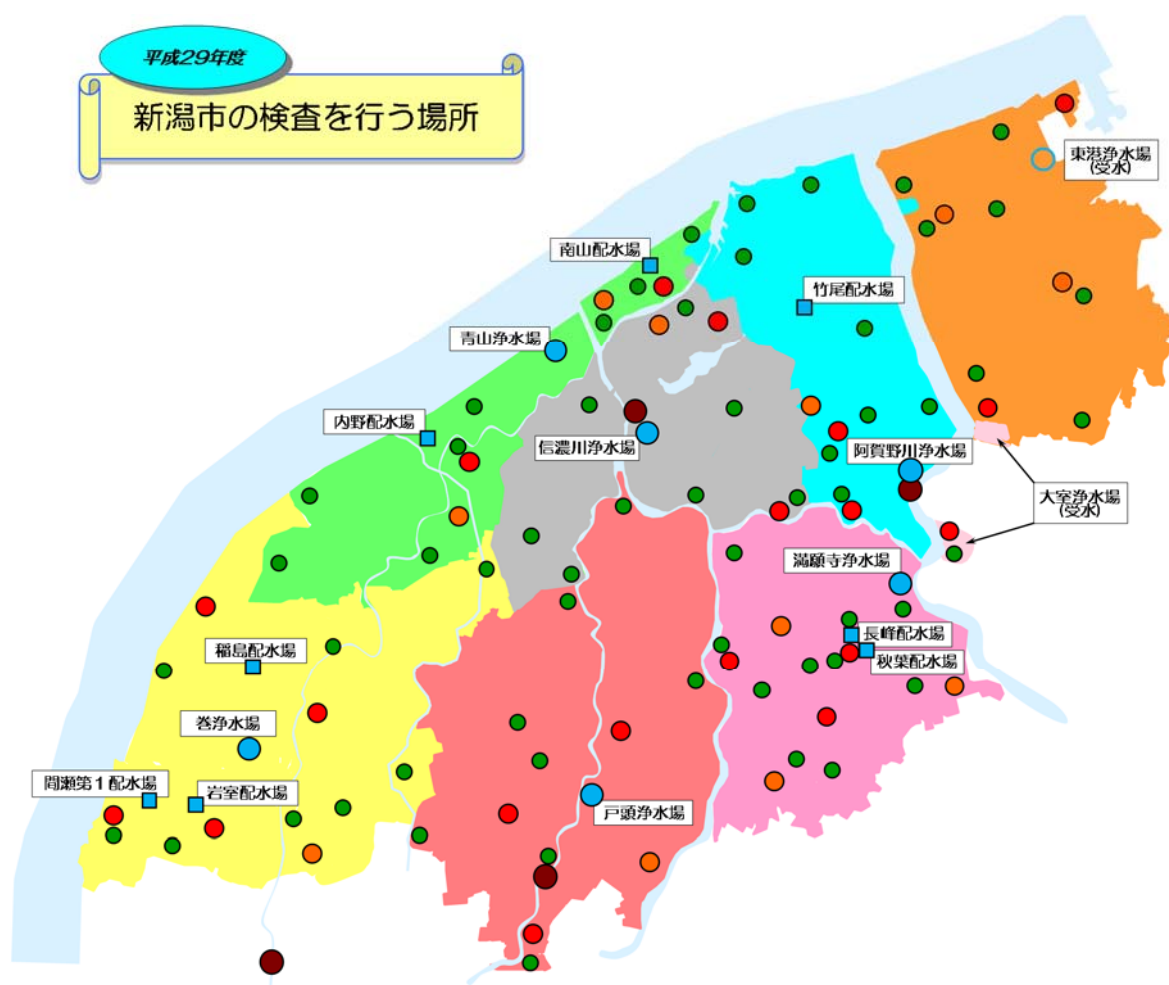 平成29年度
新潟市の検査を行う場所
東港浄水場
(受水)
南山配水場
竹尾配水場
青山浄水場
内野配水場
信濃川浄水場
阿賀野川浄水場
大室浄水場
(受水)
満願寺浄水場
長峰配水場
秋葉配水場
稲島配水場
巻浄水場
間瀬第1配水場
岩室配水場
戸頭浄水場